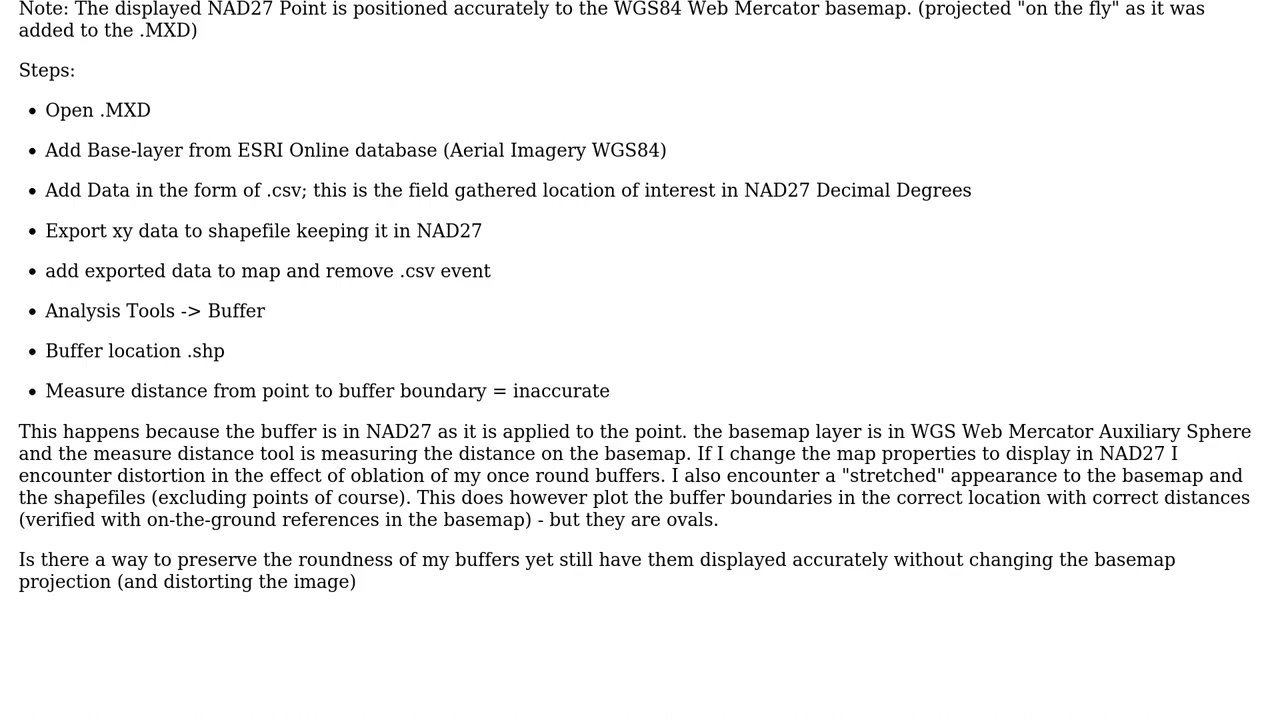 Note: The displayed NAD27 Point is positioned accurately to the WGS84 Web Mercator basemap. (projected "on the fly" as it was
added to the .MXD)
Steps:
• Open .MXD
• Add Base-layer from ESRI Online database (Aerial Imagery WGS84)
• Add Data in the form of .csv; this is the field gathered location of interest in NAD27 Decimal Degrees
• Export xy data to shapefile keeping it in NAD27
• add exported data to map and remove .csv event
• Analysis Tools -> Buffer
• Buffer location .shp
• Measure distance from point to buffer boundary = inaccurate
This happens because the buffer is in NAD27 as it is applied to the point. the basemap layer is in WGS Web Mercator Auxiliary Sphere
and the measure distance tool is measuring the distance on the basemap. If I change the map properties to display in NAD27 I
encounter distortion in the effect of oblation of my once round buffers. I also encounter a "stretched" appearance to the basemap and
the shapefiles (excluding points of course). This does however plot the buffer boundaries in the correct location with correct distances
(verified with on-the-ground references in the basemap) - but they are ovals.
Is there a way to preserve the roundness of my buffers yet still have them displayed accurately without changing the basemap
projection (and distorting the image)